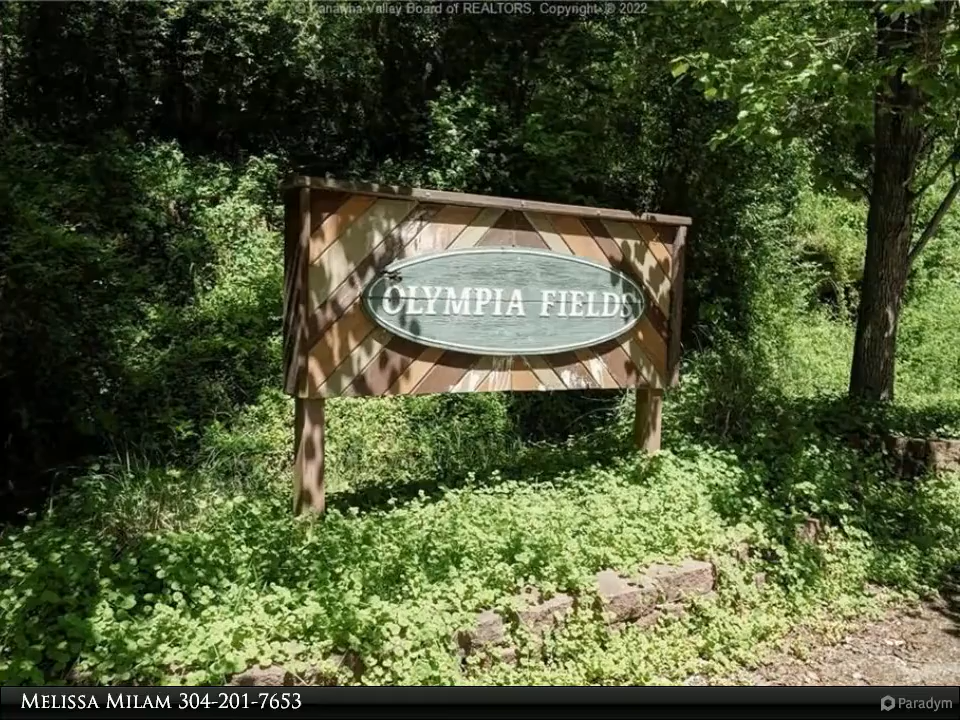 © Kanawha Valley Board of REALTORS, Copyright © 2022
OLYMPIA FIELDS
MELISSA MILAM 304-201-7653
Paradym